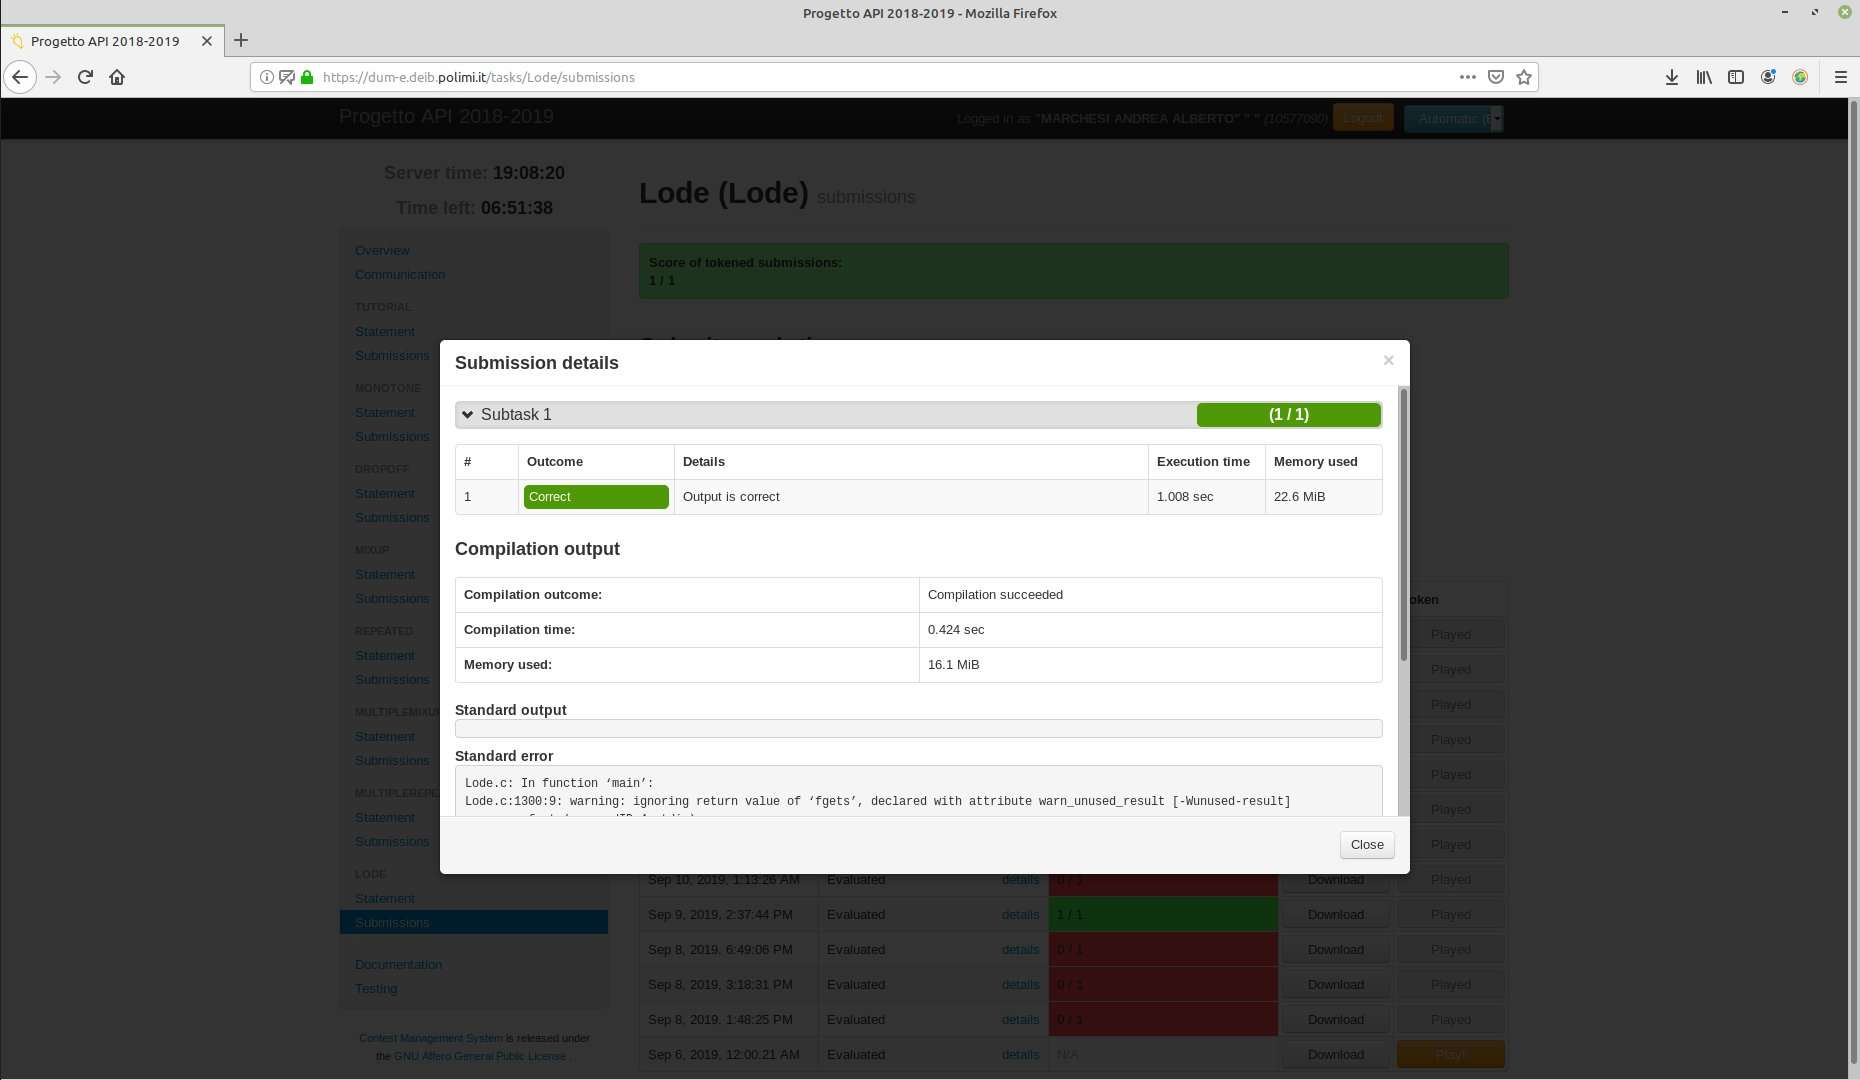 Progetto API 2018-2019 - Mozilla Firefox
Progetto API 2018-2019
https://dum-e.deib.polimi.it/tasks/Lode/submissions
Progetto API 2018-2019
Logged in as "MARCHESI ANDREA ALBERTO" " " (10577090)
Logout
Automatic (
Server time: 19:08:20
Time left: 06:51:38
Overview
Communication
TUTORIAL
Statement
Submissions
MONOTONE
Statement
Submissions
DROPOFF
Statement
Submissions
MIXUP
Statement
Submissions
REPEATED
Statement
Submissions
MULTIPLEMIXU
Statement
Submissions
MULTIPLEREPE
Statement
Submissions
LODE
Statement
Submissions
Documentation
Testing
Contest Management System is released under
the GNU Affero General Public License .
Lode (Lode) submissions
Score of tokened submissions:
1 / 1
Submission details
×
Subtask 1
(1 / 1)
# Outcome Details Execution time Memory used
1 Correct Output is correct 1.008 sec 22.6 MiB
Compilation output
Compilation outcome: Compilation succeeded
Compilation time: 0.424 sec
Memory used: 16.1 MiB
Standard output
Standard error
Lode.c: In function ‘main’:
Lode.c:1300:9: warning: ignoring return value of ‘fgets’, declared with attribute warn_unused_result [-Wunused-result]
Close
oken
Played
Played
Played
Played
Played
Played
Played
Sep 10, 2019, 1:13:26 AM Evaluated details 0 / 1 Download Played
Sep 9, 2019, 2:37:44 PM Evaluated details 1 / 1 Download Played
Sep 8, 2019, 6:49:06 PM Evaluated details 0 / 1 Download Played
Sep 8, 2019, 3:18:31 PM Evaluated details 0 / 1 Download Played
Sep 8, 2019, 1:48:25 PM Evaluated details 0 / 1 Download Played
Sep 6, 2019, 12:00:21 AM Evaluated details N/A Download Play!